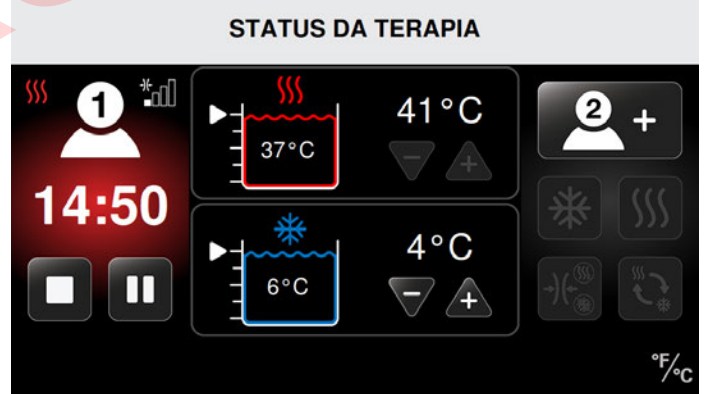 STATUS DA TERAPIA
1
14:50
37°C
41°C
6°C
4°C
2 +
°F/°C